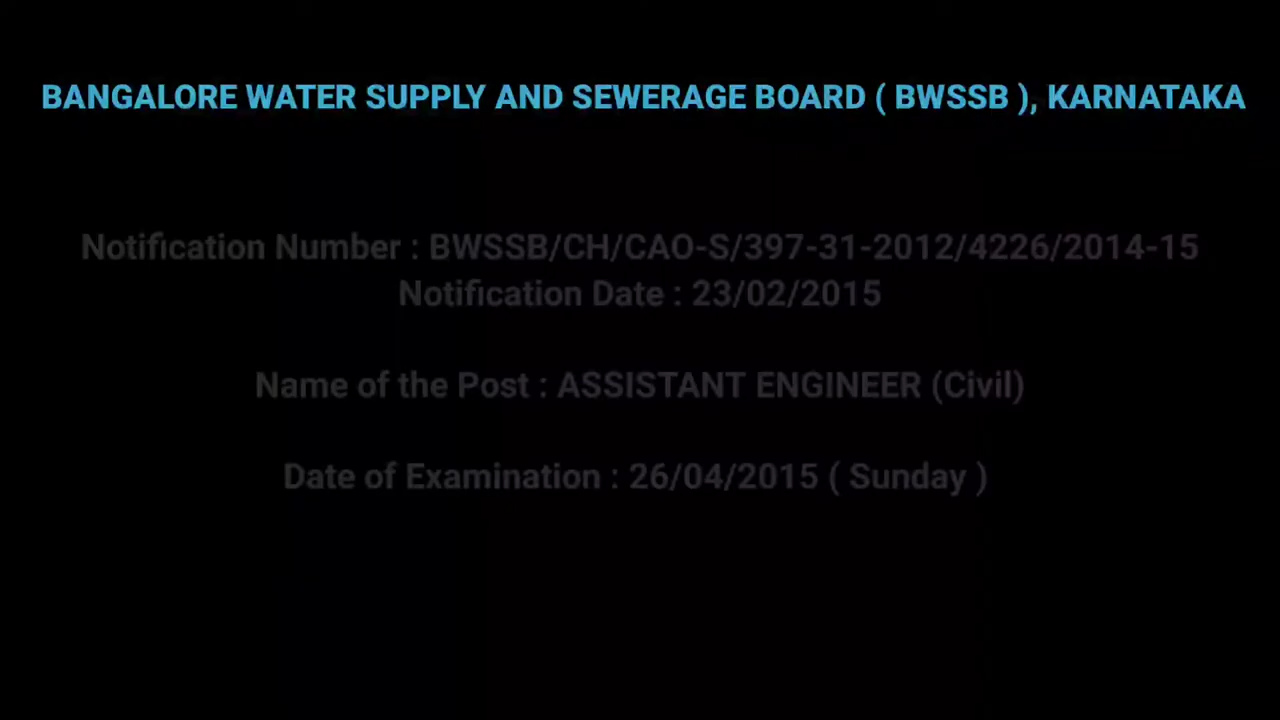 BANGALORE WATER SUPPLY AND SEWERAGE BOARD ( BWSSB ), KARNATAKA
Notification Number : BWSSB/CH/CAO-S/397-31-2012/4226/2014-15
Notification Date : 23/02/2015
Name of the Post : ASSISTANT ENGINEER (Civil)
Date of Examination : 26/04/2015 ( Sunday )